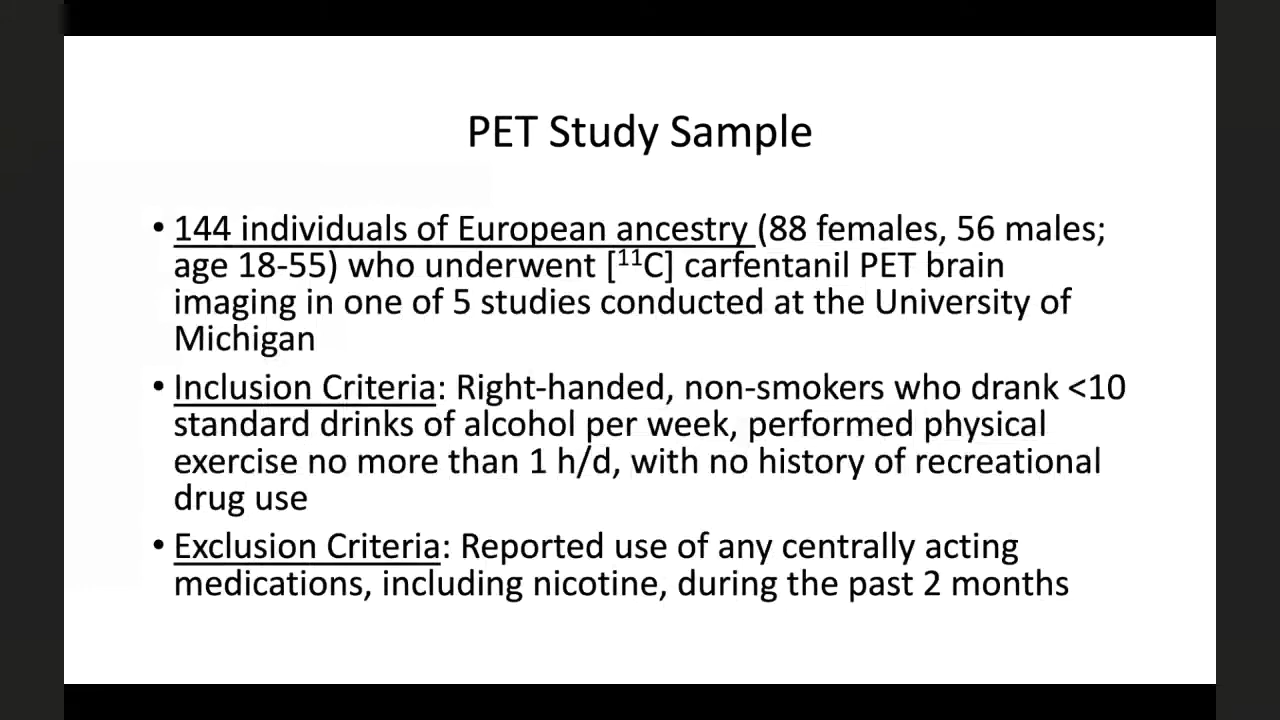 PET Study Sample
• 144 individuals of European ancestry (88 females, 56 males;
age 18-55) who underwent [¹¹C] carfentanil PET brain
imaging in one of 5 studies conducted at the University of
Michigan
• Inclusion Criteria: Right-handed, non-smokers who drank <10
standard drinks of alcohol per week, performed physical
exercise no more than 1 h/d, with no history of recreational
drug use
• Exclusion Criteria: Reported use of any centrally acting
medications, including nicotine, during the past 2 months